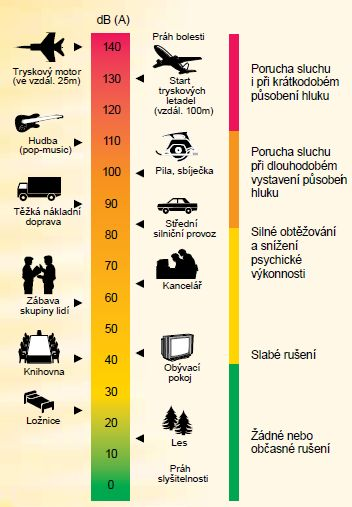 dB (A)
Práh bolesti
140
Tryskový motor
(ve vzdál. 25m)
130
Start
tryskových
letadel
(vzdál. 100m)
Porucha sluchu
i při krátkodobém
působení hluku
120
Hudba
(pop-music)
110
Pila, sbíječka
100
Porucha sluchu
při dlouhodobém
vystavení působeïn
hluku
Těžká nákladní
doprava
90
80
Střední
silniční provoz
Silné obtěžování
a snížení
psychické
výkonnosti
70
Kancelář
60
Zábava
skupiny lidí
50
40
Knihovna
Obývací
pokoj
Slabé rušení
30
Ložnice
20
Les
10
Žádné nebo
občasné rušení
Práh
slyšitelnosti
0